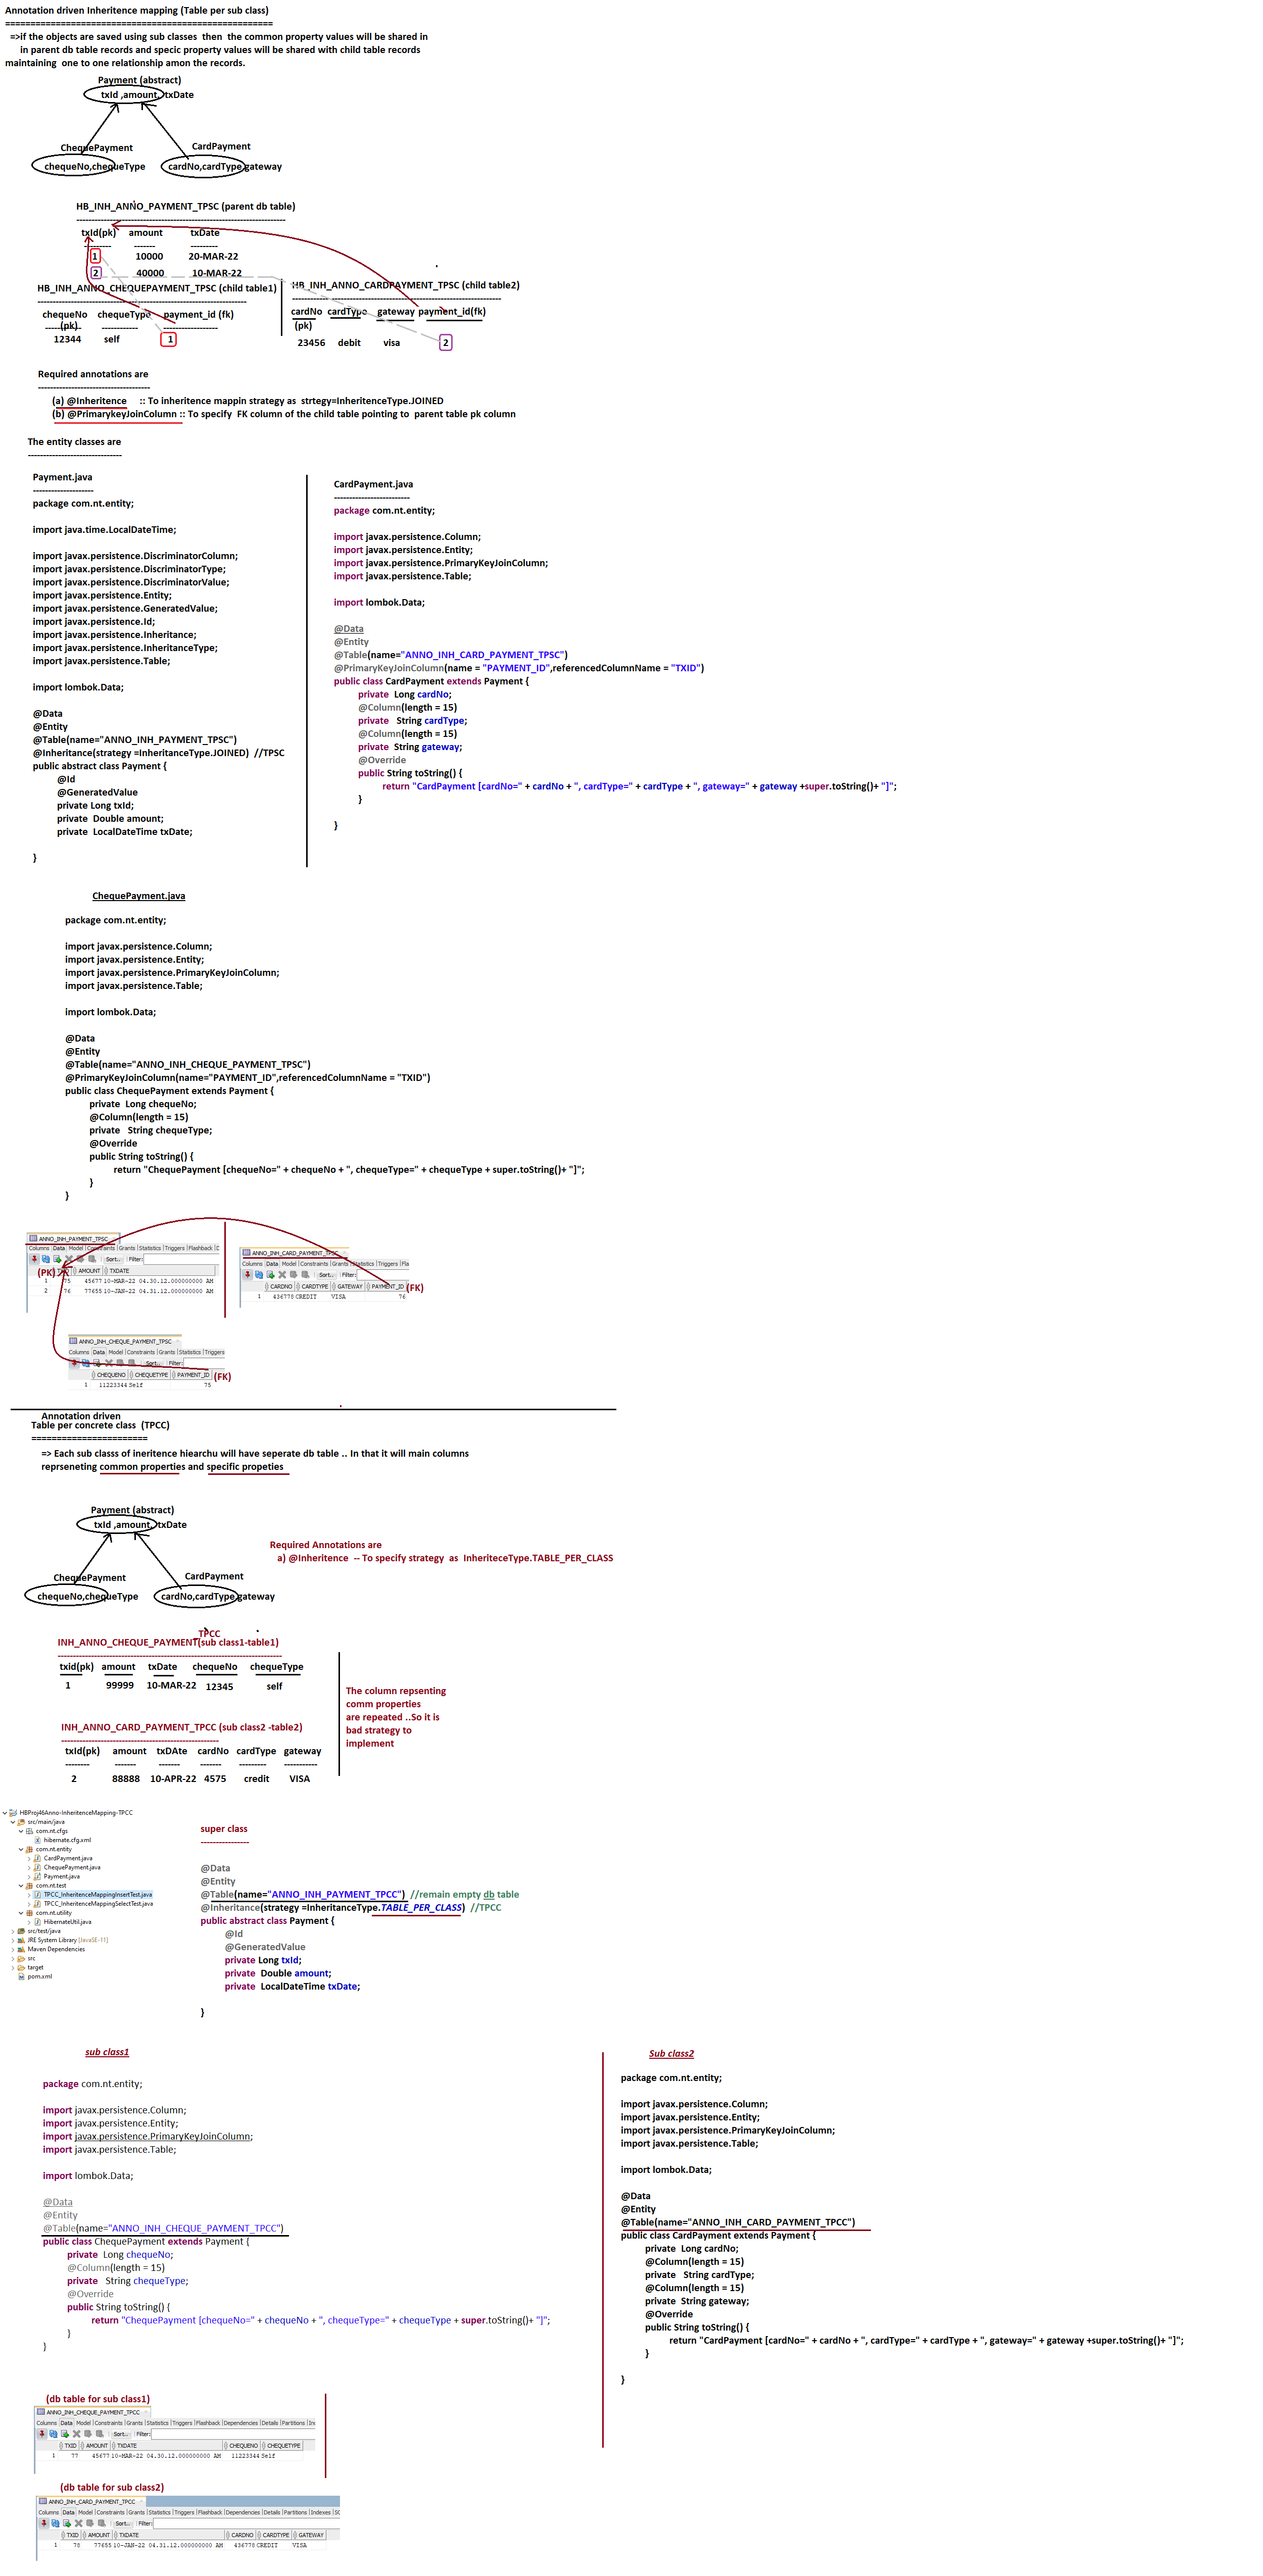 Annotation driven Inheritence mapping (Table per sub class)
====================================================
=>if the objects are saved using sub classes then the common property values will be shared in
in parent db table records and specic property values will be shared with child table records
maintaining one to one relationship amon the records.
Payment (abstract)
txId ,amount, txDate
ChequePayment
CardPayment
chequeNo,chequeType
cardNo,cardType,gateway
HB_INH_ANNO_PAYMENT_TPSC (parent db table)
---------------------------------------------------------------------
txId(pk) amount txDate
--------- ------- ---------
1 10000 20-MAR-22
2 40000 10-MAR-22
HB_INH_ANNO_CHEQUEPAYMENT_TPSC (child table1)
---------------------------------------------------------------------
chequeNo chequeType payment_id (fk)
(pk)
------------ ------------ ------------------
12344 self 1
HB_INH_ANNO_CARDPAYMENT_TPSC (child table2)
---------------------------------------------------------------------
cardNo cardType gateway payment_id(fk)
(pk)
23456 debit visa 2
Required annotations are
-------------------------------------
(a) @Inheritence :: To inheritence mappin strategy as strtegy=InheritenceType.JOINED
(b) @PrimarykeyJoinColumn :: To specify FK column of the child table pointing to parent table pk column
The entity classes are
-------------------------------
Payment.java
--------------------
package com.nt.entity;
import java.time.LocalDateTime;
import javax.persistence.DiscriminatorColumn;
import javax.persistence.DiscriminatorType;
import javax.persistence.DiscriminatorValue;
import javax.persistence.Entity;
import javax.persistence.GeneratedValue;
import javax.persistence.Id;
import javax.persistence.Inheritance;
import javax.persistence.InheritanceType;
import javax.persistence.Table;
import lombok.Data;
@Data
@Entity
@Table(name="ANNO_INH_PAYMENT_TPSC")
@Inheritance(strategy =InheritanceType.JOINED) //TPSC
public abstract class Payment {
@Id
@GeneratedValue
private Long txId;
private Double amount;
private LocalDateTime txDate;
}
CardPayment.java
-------------------------
package com.nt.entity;
import javax.persistence.Column;
import javax.persistence.Entity;
import javax.persistence.PrimaryKeyJoinColumn;
import javax.persistence.Table;
import lombok.Data;
@Data
@Entity
@Table(name="ANNO_INH_CARD_PAYMENT_TPSC")
@PrimaryKeyJoinColumn(name = "PAYMENT_ID",referencedColumnName = "TXID")
public class CardPayment extends Payment {
private Long cardNo;
@Column(length = 15)
private String cardType;
@Column(length = 15)
private String gateway;
@Override
public String toString() {
return "CardPayment [cardNo=" + cardNo + ", cardType=" + cardType + ", gateway=" + gateway +super.toString()+ "]";
}
}
ChequePayment.java
package com.nt.entity;
import javax.persistence.Column;
import javax.persistence.Entity;
import javax.persistence.PrimaryKeyJoinColumn;
import javax.persistence.Table;
import lombok.Data;
@Data
@Entity
@Table(name="ANNO_INH_CHEQUE_PAYMENT_TPSC")
@PrimaryKeyJoinColumn(name="PAYMENT_ID",referencedColumnName = "TXID")
public class ChequePayment extends Payment {
private Long chequeNo;
@Column(length = 15)
private String chequeType;
@Override
public String toString() {
return "ChequePayment [chequeNo=" + chequeNo + ", chequeType=" + chequeType + super.toString()+ "]";
}
}
ANNO_INH_PAYMENT_TPSC
Columns Data Model Constraints Grants Statistics Triggers Flashback
Sort.. Filter:
(PK) AMOUNT TXDATE
1 75 45677 10-MAR-22 04.30.12.000000000 AM
2 76 77655 10-JAN-22 04.31.12.000000000 AM
ANNO_INH_CARD_PAYMENT_TPSC
Columns Data Model Constraints Grants Statistics Triggers Fla
Sort.. Filter:
CARDNO CARDTYPE GATEWAY PAYMENT_ID (FK)
1 436778 CREDIT VISA 76
ANNO_INH_CHEQUE_PAYMENT_TPSC
Columns Data Model Constraints Grants Statistics Triggers
Sort.. Filter:
CHEQUENO CHEQUETYPE PAYMENT_ID (FK)
1 11223344 Self 75
Annotation driven
Table per concrete class (TPCC)
=======================
=> Each sub classs of ineritence hiearchu will have seperate db table .. In that it will main columns
reprseneting common properties and specific propeties
Payment (abstract)
txId ,amount, txDate
ChequePayment
CardPayment
chequeNo,chequeType
cardNo,cardType,gateway
Required Annotations are
a) @Inheritence -- To specify strategy as InheriteceType.TABLE_PER_CLASS
_TPCC
INH_ANNO_CHEQUE_PAYMENT(sub class1-table1)
--------------------------------------------------------------------------
txid(pk) amount txDate chequeNo chequeType
1 99999 10-MAR-22 12345 self
INH_ANNO_CARD_PAYMENT_TPCC (sub class2 -table2)
----------------------------------------------------
txId(pk) amount txDAte cardNo cardType gateway
-------- ------- ------- ------- --------- -----------
2 88888 10-APR-22 4575 credit VISA
The column repsenting
comm properties
are repeated ..So it is
bad strategy to
implement
HBProj46Anno-InheritenceMapping-TPCC
src/main/java
com.nt.cfgs
hibernate.cfg.xml
com.nt.entity
CardPayment.java
ChequePayment.java
Payment.java
com.nt.test
TPCC_InheritenceMappingInsertTest.java
TPCC_InheritenceMappingSelectTest.java
com.nt.utility
HibernateUtil.java
src/test/java
JRE System Library [JavaSE-11]
Maven Dependencies
src
target
pom.xml
super class
----------------
@Data
@Entity
@Table(name="ANNO_INH_PAYMENT_TPCC") //remain empty db table
@Inheritance(strategy =InheritanceType.TABLE_PER_CLASS) //TPCC
public abstract class Payment {
@Id
@GeneratedValue
private Long txId;
private Double amount;
private LocalDateTime txDate;
}
sub class1
package com.nt.entity;
import javax.persistence.Column;
import javax.persistence.Entity;
import javax.persistence.PrimaryKeyJoinColumn;
import javax.persistence.Table;
import lombok.Data;
@Data
@Entity
@Table(name="ANNO_INH_CHEQUE_PAYMENT_TPCC")
public class ChequePayment extends Payment {
private Long chequeNo;
@Column(length = 15)
private String chequeType;
@Override
public String toString() {
return "ChequePayment [chequeNo=" + chequeNo + ", chequeType=" + chequeType + super.toString()+ "]";
}
}
Sub class2
package com.nt.entity;
import javax.persistence.Column;
import javax.persistence.Entity;
import javax.persistence.PrimaryKeyJoinColumn;
import javax.persistence.Table;
import lombok.Data;
@Data
@Entity
@Table(name="ANNO_INH_CARD_PAYMENT_TPCC")
public class CardPayment extends Payment {
private Long cardNo;
@Column(length = 15)
private String cardType;
@Column(length = 15)
private String gateway;
@Override
public String toString() {
return "CardPayment [cardNo=" + cardNo + ", cardType=" + cardType + ", gateway=" + gateway +super.toString()+ "]";
}
}
(db table for sub class1)
ANNO_INH_CHEQUE_PAYMENT_TPCC
Columns Data Model Constraints Grants Statistics Triggers Flashback Dependencies Details Partitions
Sort.. Filter:
TXID AMOUNT TXDATE CHEQUENO CHEQUETYPE
1 77 45677 10-MAR-22 04.30.12.000000000 AM 11223344 Self
(db table for sub class2)
ANNO_INH_CARD_PAYMENT_TPCC
Columns Data Model Constraints Grants Statistics Triggers Flashback Dependencies Details Partitions Indexes
Sort.. Filter:
TXID AMOUNT TXDATE CARDNO CARDTYPE GATEWAY
1 78 77655 10-JAN-22 04.31.12.000000000 AM 436778 CREDIT VISA